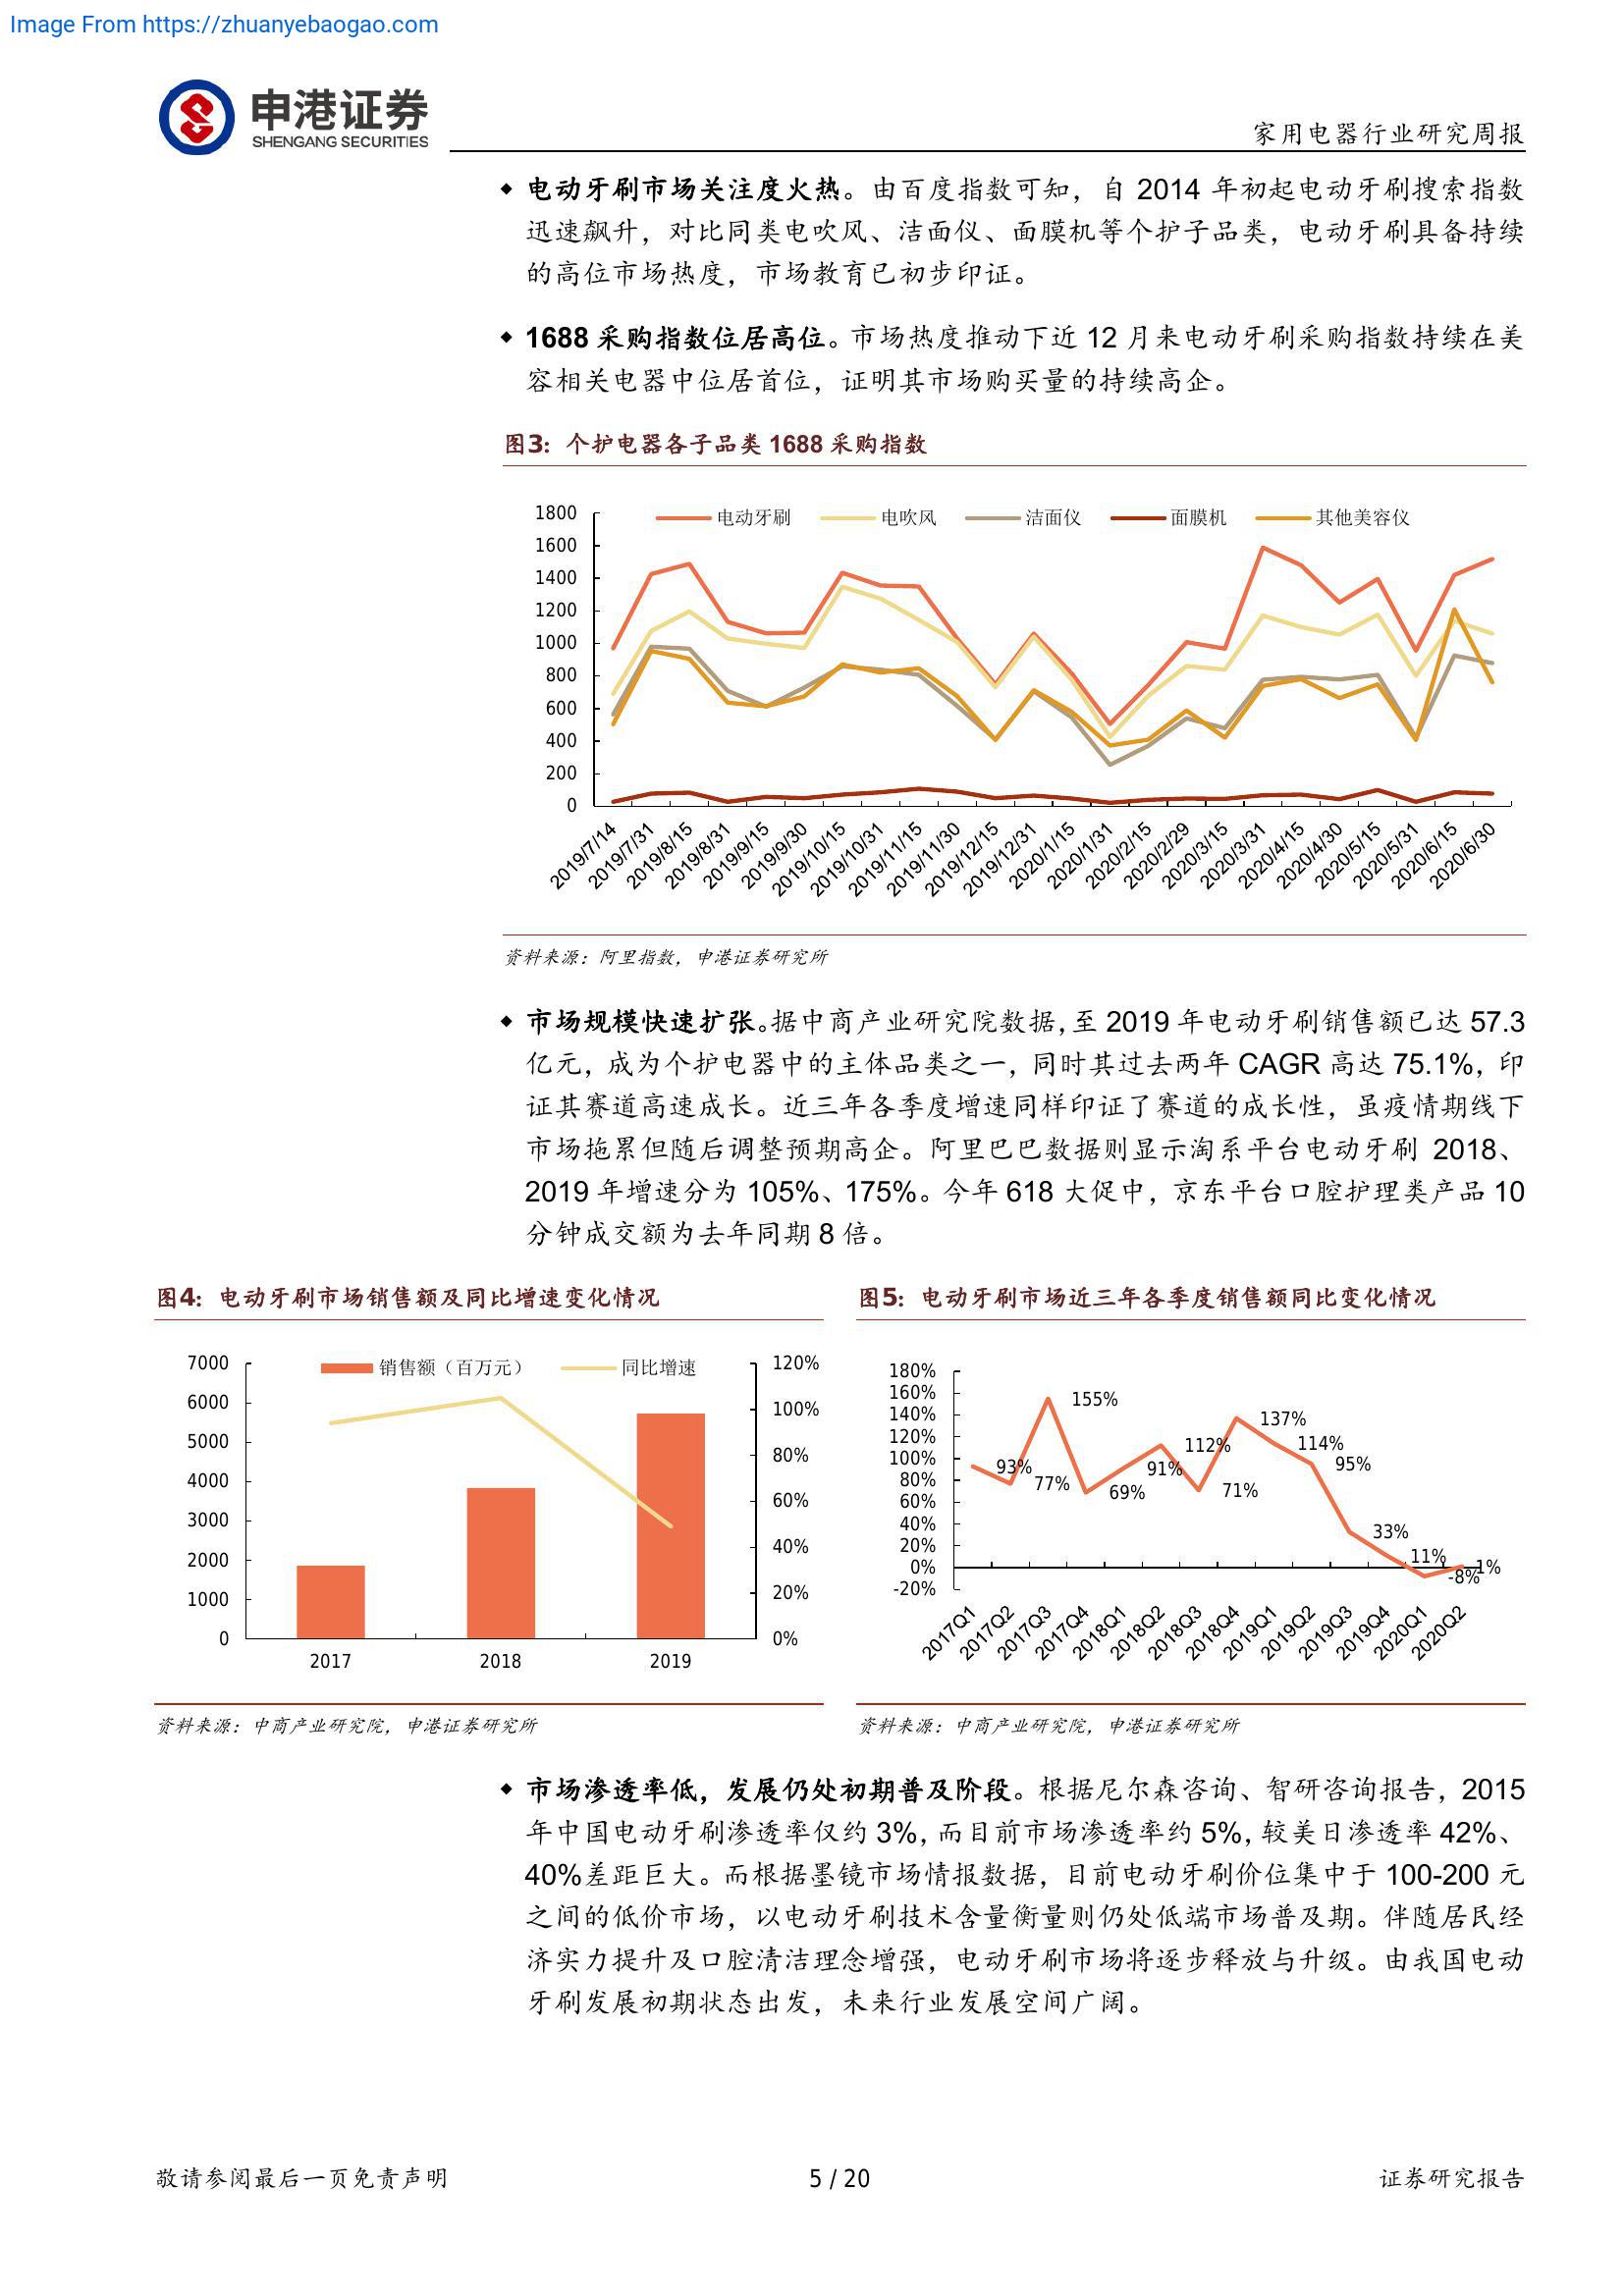 Image From https://zhuanyebaogao.com
申港证券
SHENGANG SECURITIES
家用电器行业研究周报
◆ 电动牙刷市场关注度火热。由百度指数可知，自 2014 年初起电动牙刷搜索指数
迅速飙升，对比同类电吹风、洁面仪、面膜机等个护子品类，电动牙刷具备持续
的高位市场热度，市场教育已初步印证。
◆ 1688 采购指数位居高位。市场热度推动下近 12 月来电动牙刷采购指数持续在美
容相关电器中位居首位，证明其市场购买量的持续高企。
图3：个护电器各子品类 1688 采购指数
电动牙刷 电吹风 洁面仪 面膜机 其他美容仪
1800
1600
1400
1200
1000
800
600
400
200
0
2019/7/14 2019/7/31 2019/8/15 2019/8/31 2019/9/15 2019/9/30 2019/10/15 2019/10/31 2019/11/15 2019/11/30 2019/12/15 2019/12/31 2020/1/15 2020/1/31 2020/2/15 2020/2/29 2020/3/15 2020/3/31 2020/4/15 2020/4/30 2020/5/15 2020/5/31 2020/6/15 2020/6/30
资料来源：阿里指数，申港证券研究所
◆ 市场规模快速扩张。据中商产业研究院数据，至 2019 年电动牙刷销售额已达 57.3
亿元，成为个护电器中的主体品类之一，同时其过去两年 CAGR 高达 75.1%，印
证其赛道高速成长。近三年各季度增速同样印证了赛道的成长性，虽疫情期线下
市场拖累但随后调整预期高企。阿里巴巴数据则显示淘系平台电动牙刷 2018、
2019 年增速分为 105%、175%。今年 618 大促中，京东平台口腔护理类产品 10
分钟成交额为去年同期 8 倍。
图4：电动牙刷市场销售额及同比增速变化情况
销售额（百万元） 同比增速
7000
6000
5000
4000
3000
2000
1000
0
120%
100%
80%
60%
40%
20%
0%
2017 2018 2019
资料来源：中商产业研究院，申港证券研究所
图5：电动牙刷市场近三年各季度销售额同比变化情况
180%
160%
140%
120%
100%
80%
60%
40%
20%
0%
-20%
93% 77% 155% 69% 91% 112% 71% 137% 114% 95% 33% 11% -8% 1%
2017Q1 2017Q2 2017Q3 2017Q4 2018Q1 2018Q2 2018Q3 2018Q4 2019Q1 2019Q2 2019Q3 2019Q4 2020Q1 2020Q2
资料来源：中商产业研究院，申港证券研究所
◆ 市场渗透率低，发展仍处初期普及阶段。根据尼尔森咨询、智研咨询报告，2015
年中国电动牙刷渗透率仅约 3%，而目前市场渗透率约 5%，较美日渗透率 42%、
40%差距巨大。而根据墨镜市场情报数据，目前电动牙刷价位集中于 100-200 元
之间的低价市场，以电动牙刷技术含量衡量则仍处低端市场普及期。伴随居民经
济实力提升及口腔清洁理念增强，电动牙刷市场将逐步释放与升级。由我国电动
牙刷发展初期状态出发，未来行业发展空间广阔。
敬请参阅最后一页免责声明
5 / 20
证券研究报告